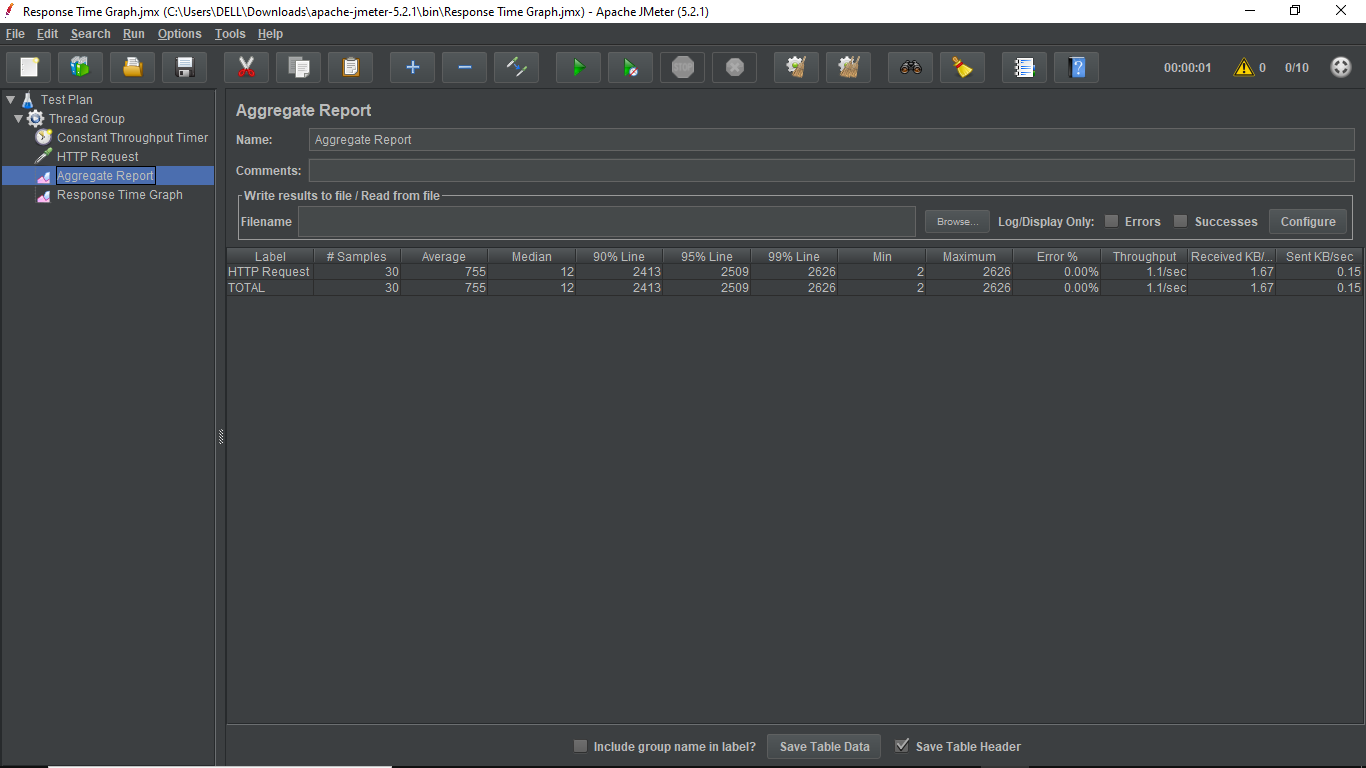 Response Time Graph.jmx (C:\Users\DELL\Downloads\apache-jmeter-5.2.1\bin\Response Time Graph.jmx) - Apache JMeter (5.2.1)
File Edit Search Run Options Tools Help
STOP 00:00:01 0 0/10
Test Plan
Thread Group
Constant Throughput Timer
HTTP Request
Aggregate Report
Response Time Graph
Aggregate Report
Name: Aggregate Report
Comments:
Write results to file / Read from file
Filename Browse... Log/Display Only: Errors Successes Configure
Label # Samples Average Median 90% Line 95% Line 99% Line Min Maximum Error % Throughput Received KB/... Sent KB/sec
HTTP Request 30 755 12 2413 2509 2626 2 2626 0.00% 1.1/sec 1.67 0.15
TOTAL 30 755 12 2413 2509 2626 2 2626 0.00% 1.1/sec 1.67 0.15
Include group name in label? Save Table Data Save Table Header